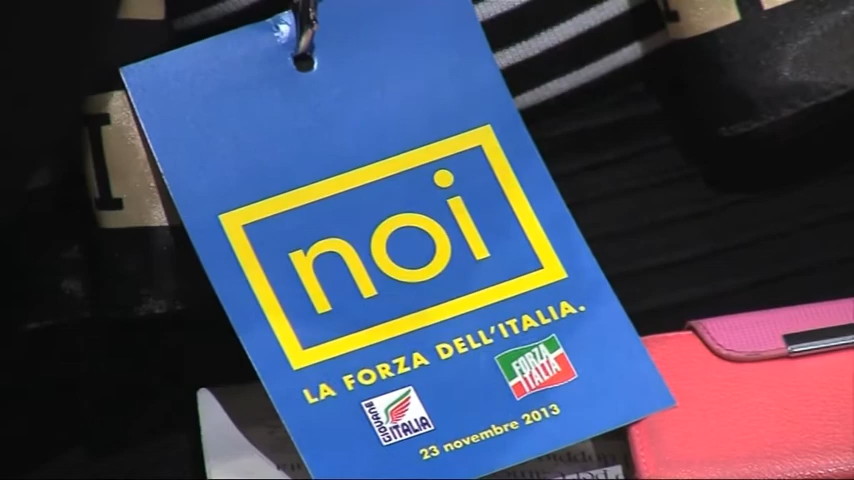 noi
LA FORZA DELL'ITALIA.
GIOVANE
ITALIA
FORZA
ITALIA
23 novembre 2013